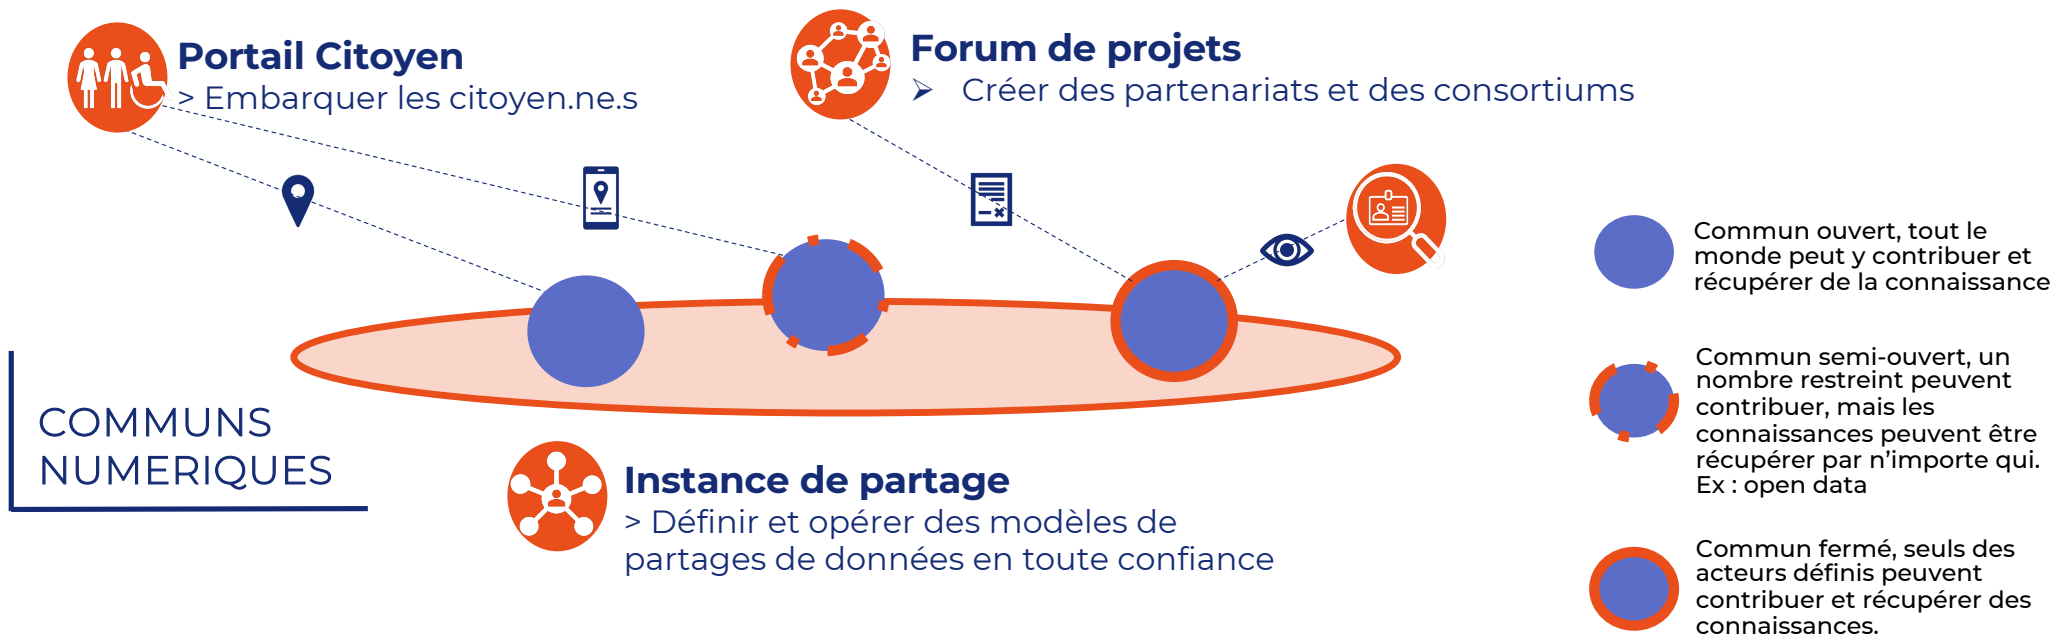 Portail Citoyen
> Embarquer les citoyen.ne.s
Forum de projets
➢ Créer des partenariats et des consortiums
COMMUNS
NUMERIQUES
Instance de partage
> Définir et opérer des modèles de
partages de données en toute confiance
Commun ouvert, tout le
monde peut y contribuer et
récupérer de la connaissance
Commun semi-ouvert, un
nombre restreint peuvent
contribuer, mais les
connaissances peuvent être
récupérer par n’importe qui.
Ex : open data
Commun fermé, seuls des
acteurs définis peuvent
contribuer et récupérer des
connaissances.